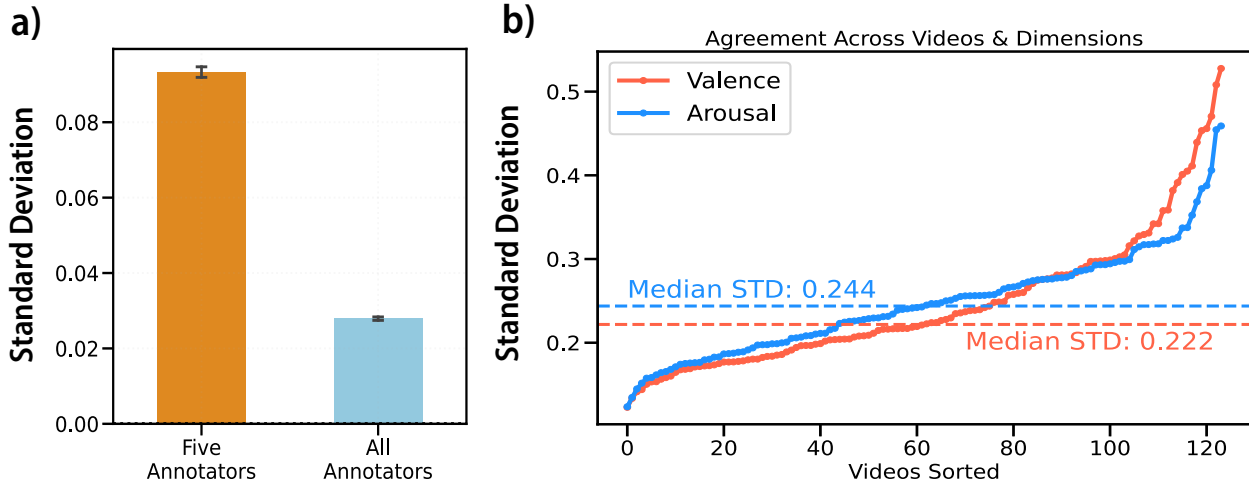 a)
Standard Deviation
0.08
0.06
0.04
0.02
0.00
Five
Annotators
All
Annotators
b)
Agreement Across Videos & Dimensions
Standard Deviation
0.5
0.4
0.3
0.2
Valence
Arousal
Median STD: 0.244
Median STD: 0.222
0
20
40
60
80
100
120
Videos Sorted